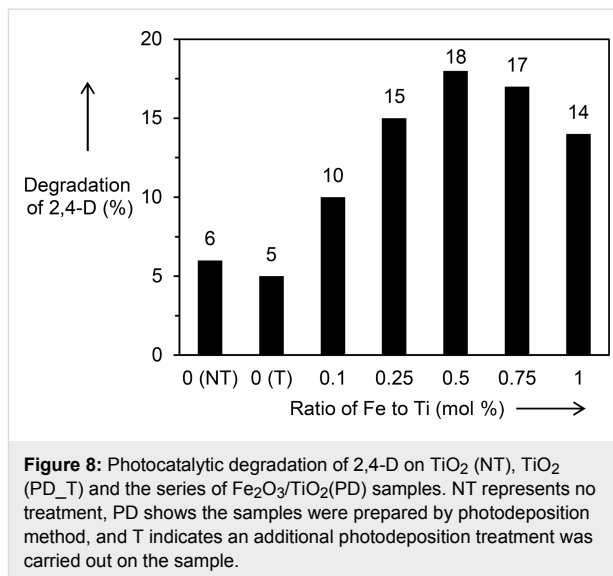 20
15
10
5
0
Degradation
of 2,4-D (%)
6
5
10
15
18
17
14
0 (NT) 0 (T) 0.1 0.25 0.5 0.75 1
Ratio of Fe to Ti (mol %)
Figure 8: Photocatalytic degradation of 2,4-D on TiO₂ (NT), TiO₂
(PD_T) and the series of Fe₂O₃/TiO₂(PD) samples. NT represents no
treatment, PD shows the samples were prepared by photodeposition
method, and T indicates an additional photodeposition treatment was
carried out on the sample.